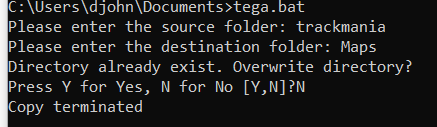 C:\Users\djohn\Documents>tega.bat
Please enter the source folder: trackmania
Please enter the destination folder: Maps
Directory already exist. Overwrite directory?
Press Y for Yes, N for No [Y,N]?N
Copy terminated